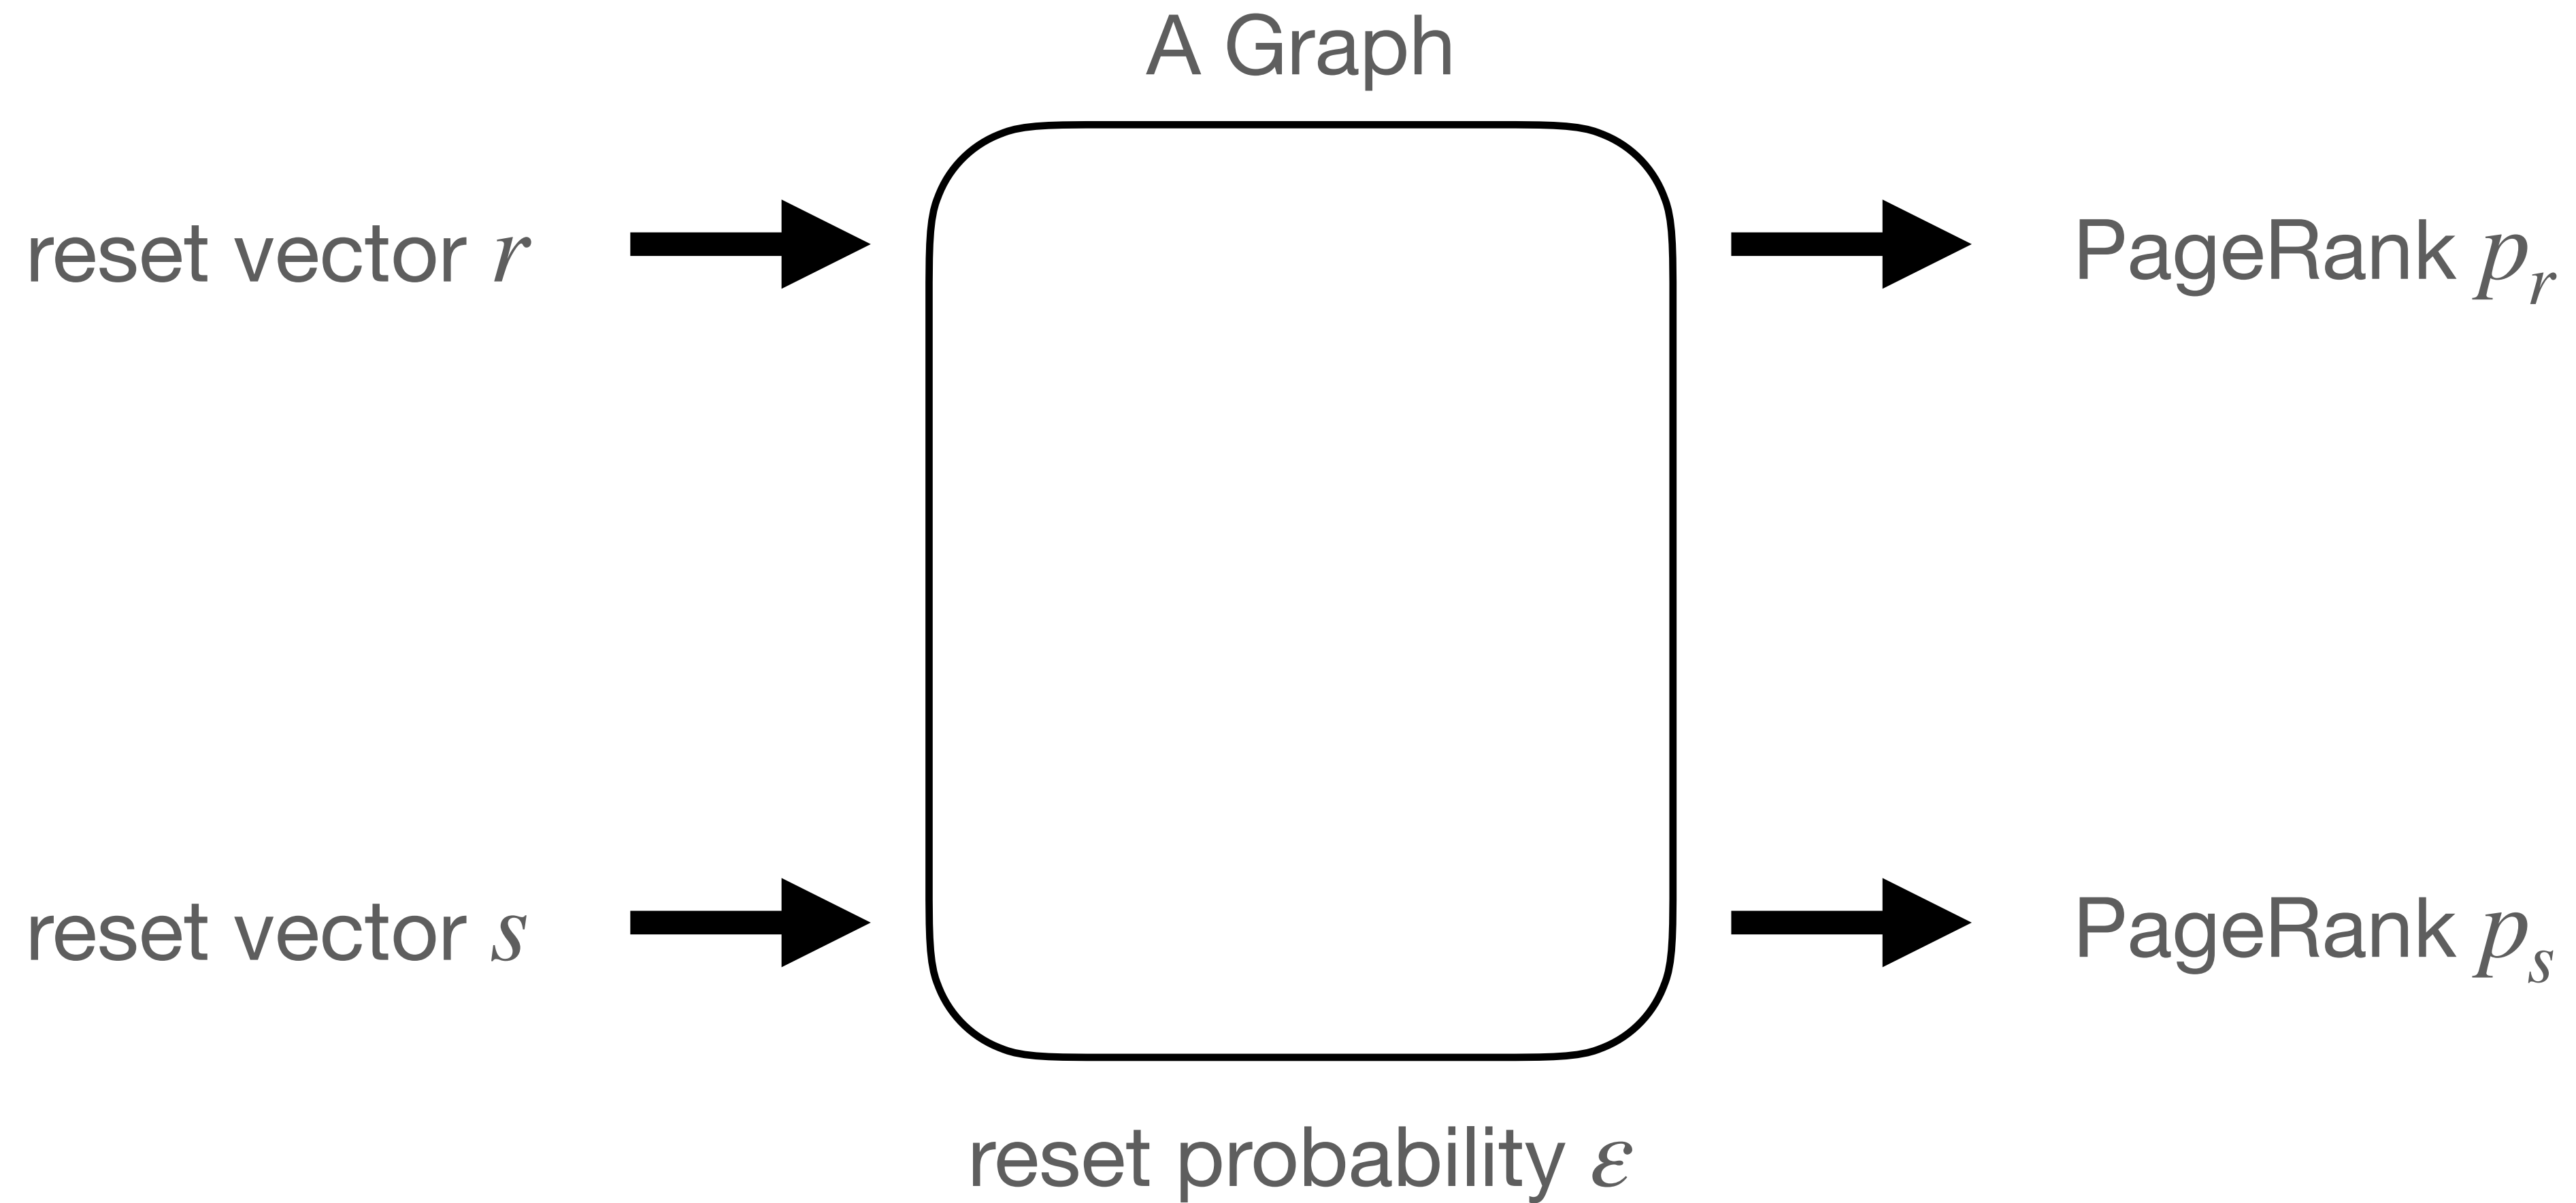 A Graph
reset vector r
PageRank p_r
reset vector s
PageRank p_s
reset probability ε